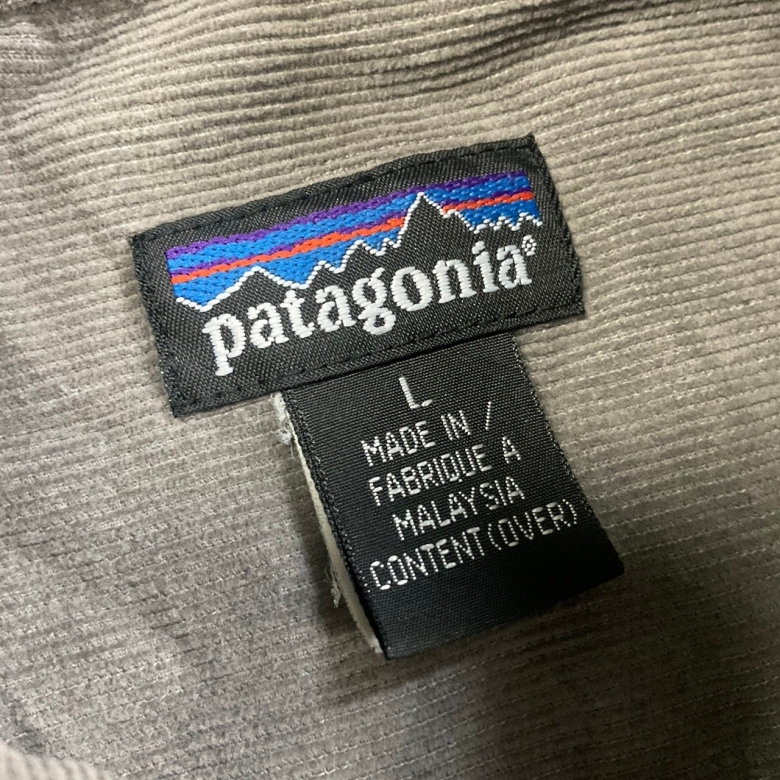 patagonia®
L
MADE IN /
FABRIQUE A
MALAYSIA
CONTENT(OVER)